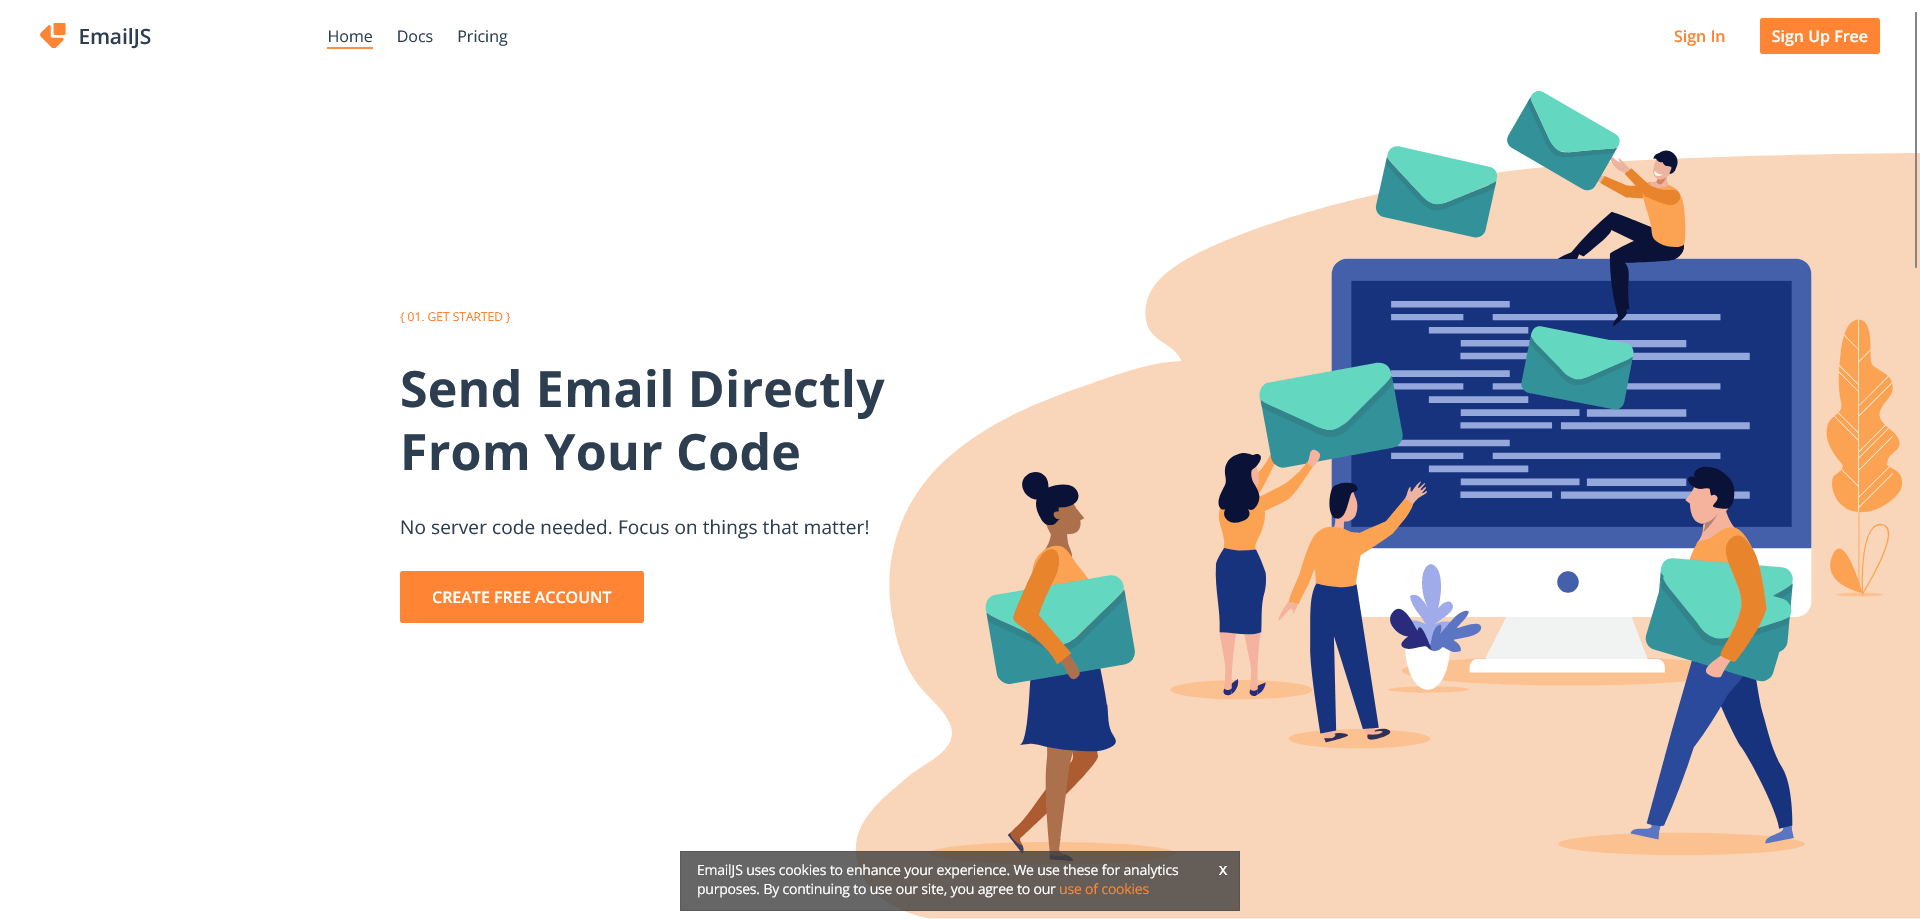 EmailJS
Home Docs Pricing
Sign In
Sign Up Free
{ 01. GET STARTED }
Send Email Directly
From Your Code
No server code needed. Focus on things that matter!
CREATE FREE ACCOUNT
EmailJS uses cookies to enhance your experience. We use these for analytics
purposes. By continuing to use our site, you agree to our use of cookies
X